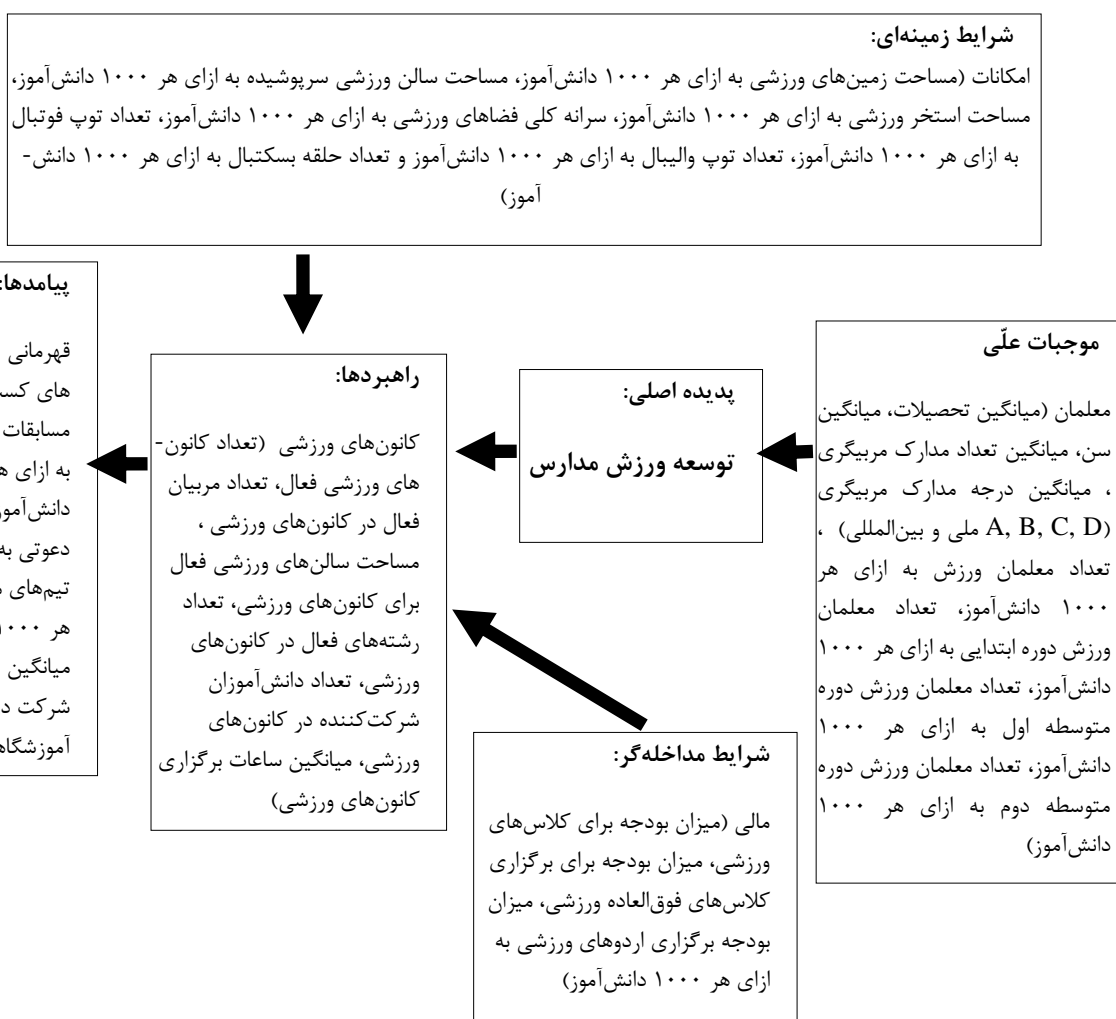 شرایط زمینه‌ای:
امکانات (مساحت زمین‌های ورزشی به ازای هر ۱۰۰۰ دانش‌آموز، مساحت سالن ورزشی سرپوشیده به ازای هر ۱۰۰۰ دانش‌آموز،
مساحت استخر ورزشی به ازای هر ۱۰۰۰ دانش‌آموز، سرانه کلی فضاهای ورزشی به ازای هر ۱۰۰۰ دانش‌آموز، تعداد توپ فوتبال
به ازای هر ۱۰۰۰ دانش‌آموز، تعداد توپ والیبال به ازای هر ۱۰۰۰ دانش‌آموز و تعداد حلقه بسکتبال به ازای هر ۱۰۰۰ دانش-
آموز)
موجبات علّی
معلمان (میانگین تحصیلات، میانگین
سن، میانگین تعداد مدارک مربیگری
، میانگین درجه مدارک مربیگری
(A, B, C, D ملی و بین‌المللی) ،
تعداد معلمان ورزش به ازای هر
۱۰۰۰ دانش‌آموز، تعداد معلمان
ورزش دوره ابتدایی به ازای هر ۱۰۰۰
دانش‌آموز، تعداد معلمان ورزش دوره
متوسطه اول به ازای هر ۱۰۰۰
دانش‌آموز، تعداد معلمان ورزش دوره
متوسطه دوم به ازای هر ۱۰۰۰
دانش‌آموز)
پدیده اصلی:
توسعه ورزش مدارس
راهبردها:
کانون‌های ورزشی (تعداد کانون-
های ورزشی فعال، تعداد مربیان
فعال در کانون‌های ورزشی ،
مساحت سالن‌های ورزشی فعال
برای کانون‌های ورزشی، تعداد
رشته‌های فعال در کانون‌های
ورزشی، تعداد دانش‌آموزان
شرکت‌کننده در کانون‌های
ورزشی، میانگین ساعات برگزاری
کانون‌های ورزشی)
شرایط مداخله‌گر:
مالی (میزان بودجه برای کلاس‌های
ورزشی، میزان بودجه برای برگزاری
کلاس‌های فوق‌العاده ورزشی، میزان
بودجه برگزاری اردوهای ورزشی به
ازای هر ۱۰۰۰ دانش‌آموز)
پیامدها:
قهرمانی
های
مسابقات
به ازای
دعوتی به
تیم‌های
هر ۱۰۰۰
میانگین
شرکت